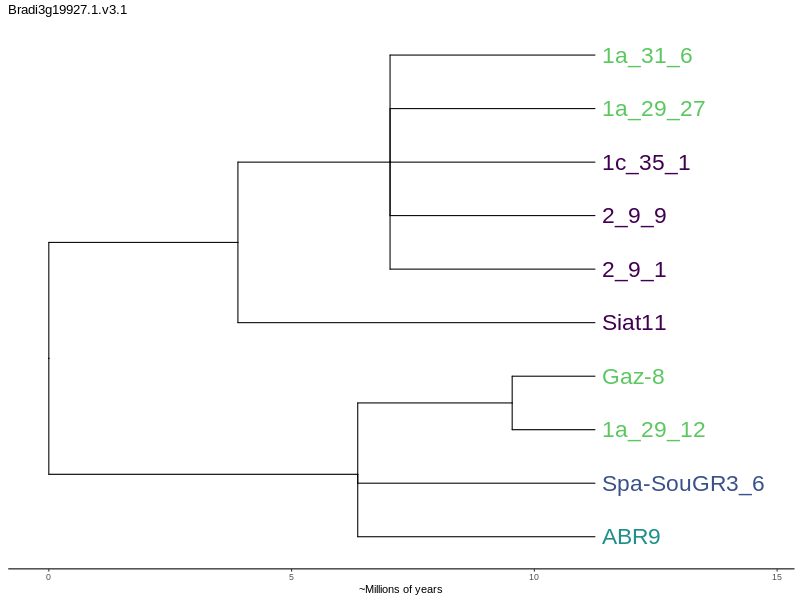 Bradi3g19927.1.v3.1
1a_31_6
1a_29_27
1c_35_1
2_9_9
2_9_1
Siat11
Gaz-8
1a_29_12
Spa-SouGR3_6
ABR9
0 5 10 15
~Millions of years